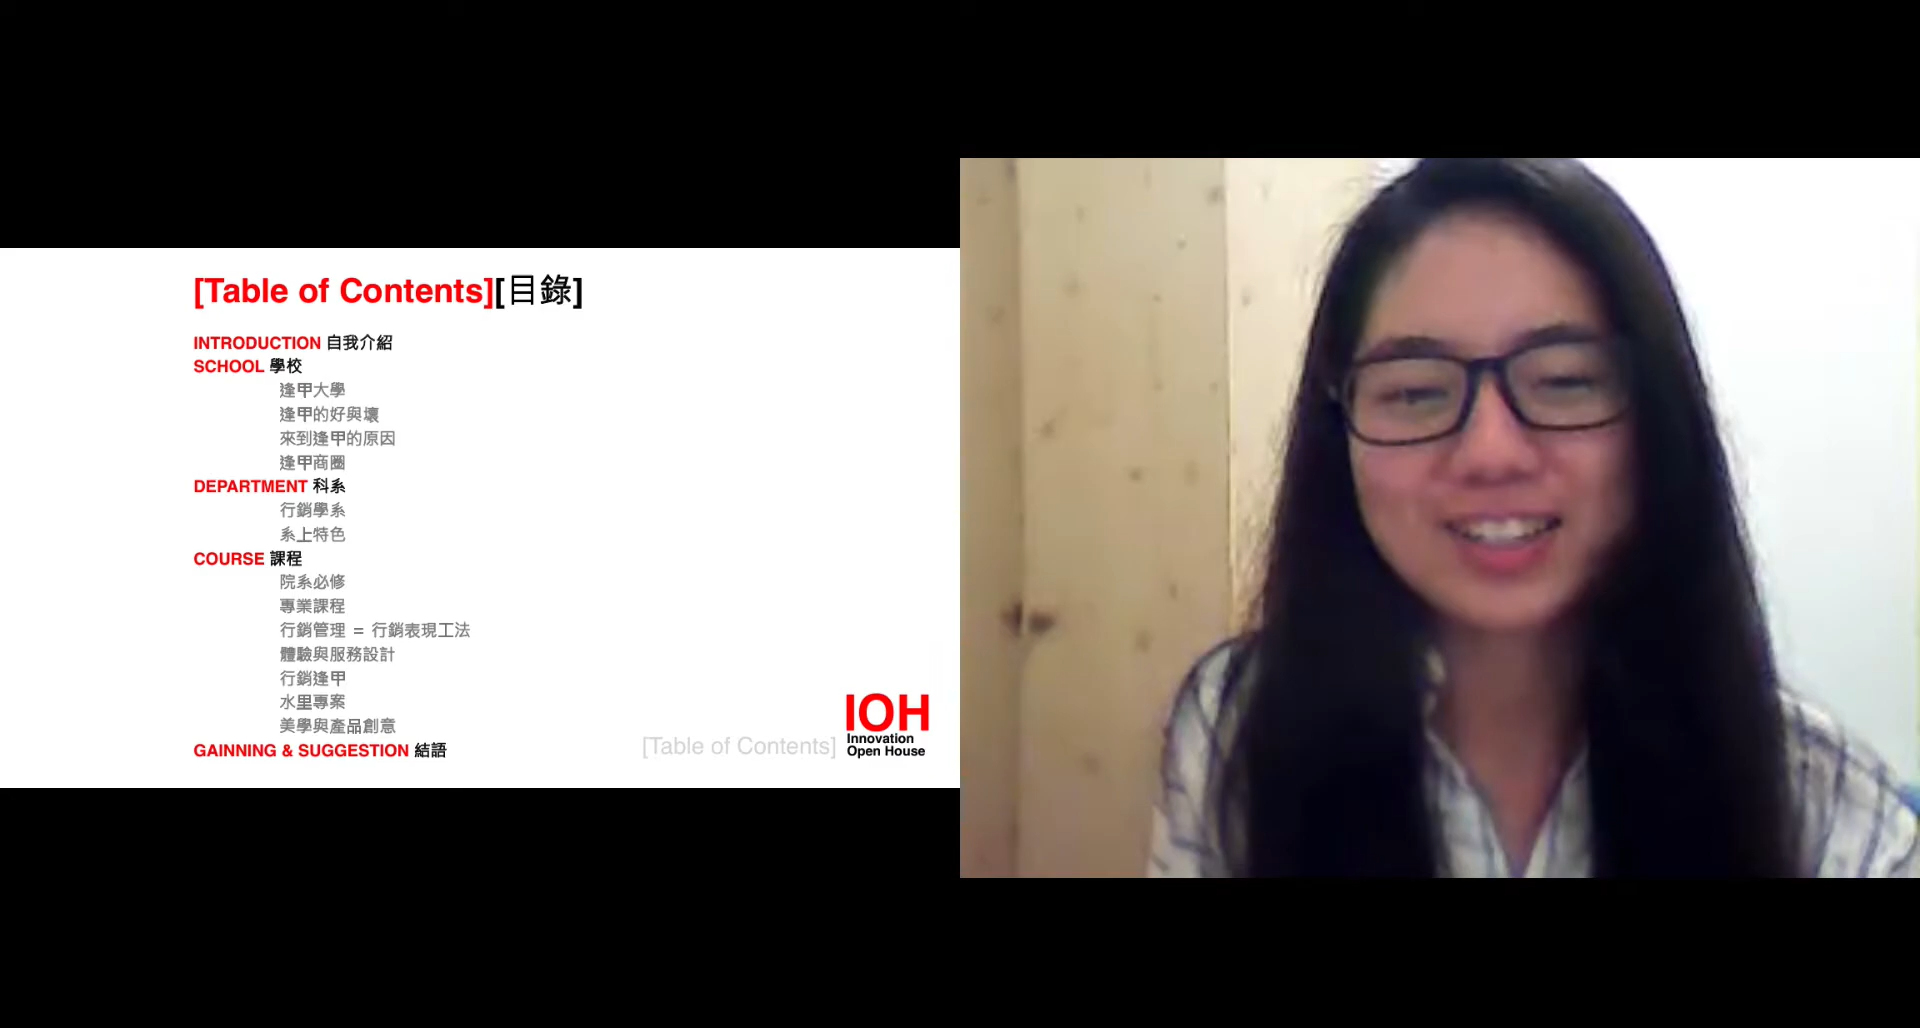 [Table of Contents][目錄]
INTRODUCTION 自我介紹
SCHOOL 學校
逢甲大學
逢甲的好與壞
來到逢甲的原因
逢甲商圈
DEPARTMENT 科系
行銷學系
系上特色
COURSE 課程
院系必修
專業課程
行銷管理 = 行銷表現工法
體驗與服務設計
行銷逢甲
水里專案
美學與產品創意
GAINNING & SUGGESTION 結語
[Table of Contents]
IOH
Innovation
Open House